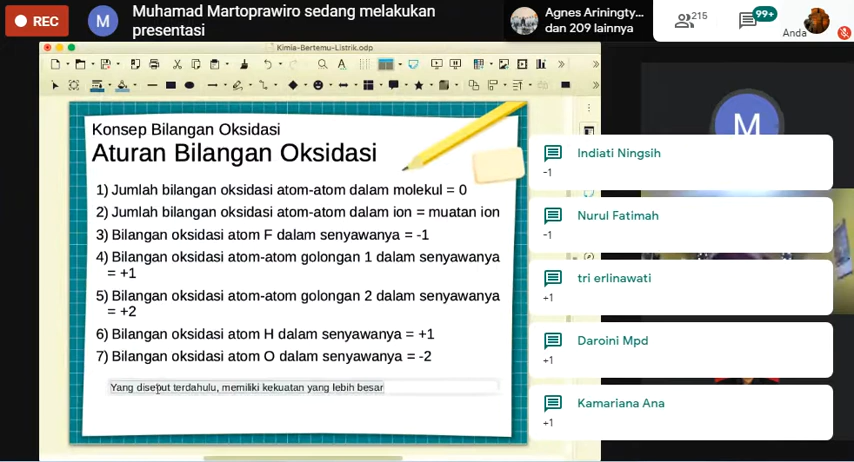 REC
M
Muhamad Martoprawiro sedang melakukan
presentasi
Agnes Ariningty...
dan 209 lainnya
215
99+
Anda
Kimia-Bertemu-Listrik.odp
Konsep Bilangan Oksidasi
Aturan Bilangan Oksidasi
1) Jumlah bilangan oksidasi atom-atom dalam molekul = 0
2) Jumlah bilangan oksidasi atom-atom dalam ion = muatan ion
3) Bilangan oksidasi atom F dalam senyawanya = -1
4) Bilangan oksidasi atom-atom golongan 1 dalam senyawanya
= +1
5) Bilangan oksidasi atom-atom golongan 2 dalam senyawanya
= +2
6) Bilangan oksidasi atom H dalam senyawanya = +1
7) Bilangan oksidasi atom O dalam senyawanya = -2
Yang diseput terdahulu, memiliki kekuatan yang lebih besar
M
Indiati Ningsih
-1
Nurul Fatimah
-1
tri erlinawati
+1
Daroini Mpd
+1
Kamariana Ana
+1